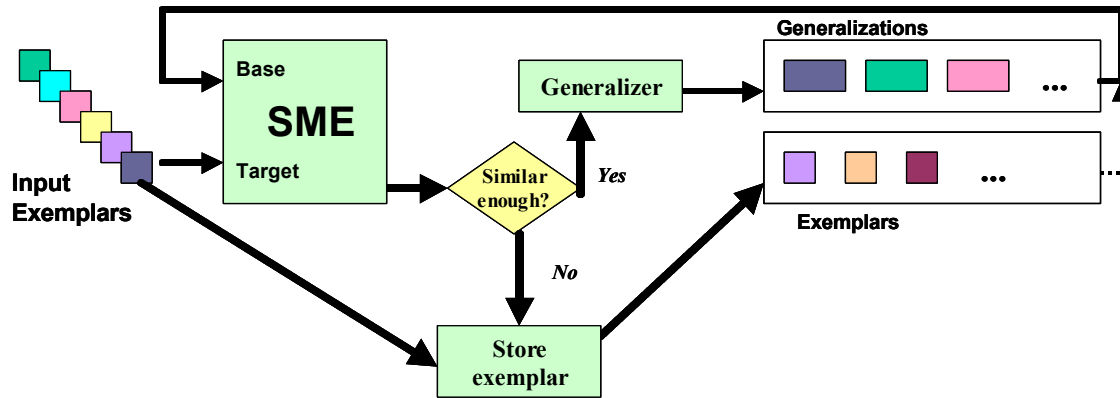 Generalizations
Base
SME
Target
Generalizer
...
Similar
enough?
Yes
...
Input
Exemplars
Exemplars
No
Store
exemplar